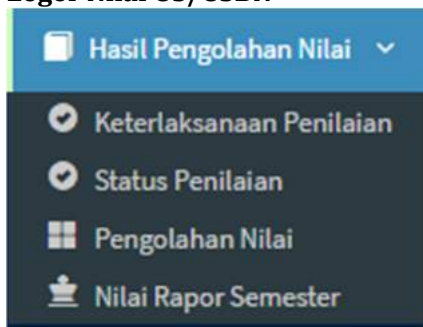 Hasil Pengolahan Nilai
Keterlaksanaan Penilaian
Status Penilaian
Pengolahan Nilai
Nilai Rapor Semester